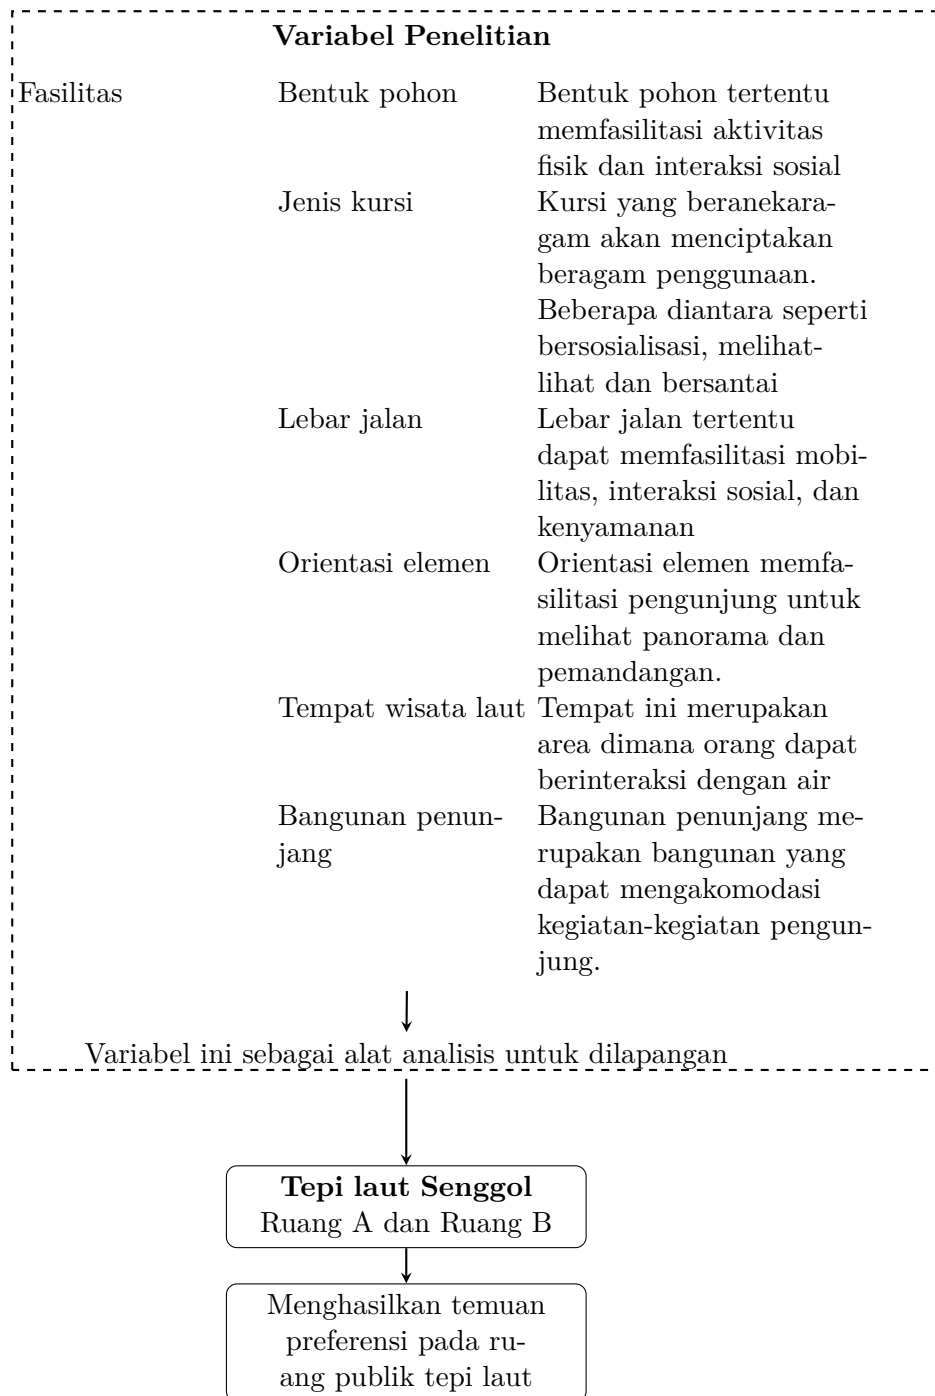 Variabel Penelitian
Fasilitas Bentuk pohon Bentuk pohon tertentu
memfasilitasi aktivitas
fisik dan interaksi sosial
Jenis kursi Kursi yang beranekara-
gam akan menciptakan
beragam penggunaan.
Beberapa diantara seperti
bersosialisasi, melihat-
lihat dan bersantai
Lebar jalan Lebar jalan tertentu
dapat memfasilitasi mobi-
litas, interaksi sosial, dan
kenyamanan
Orientasi elemen Orientasi elemen memfa-
silitasi pengunjung untuk
melihat panorama dan
pemandangan.
Tempat wisata laut Tempat ini merupakan
area dimana orang dapat
berinteraksi dengan air
Bangunan penun- Bangunan penunjang me-
jang rupakan bangunan yang
dapat mengakomodasi
kegiatan-kegiatan pengun-
jung.
Variabel ini sebagai alat analisis untuk dilapangan
Tepi laut Senggol
Ruang A dan Ruang B
Menghasilkan temuan
preferensi pada ru-
ang publik tepi laut